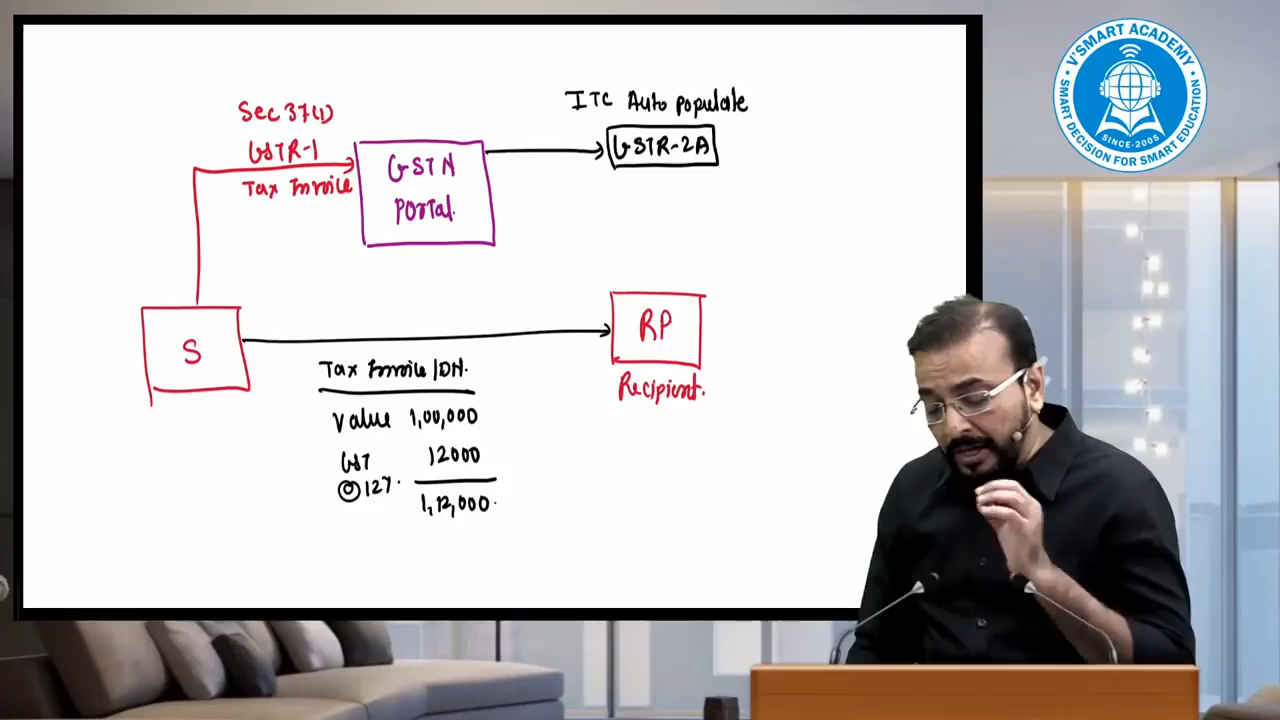 Sec 37(1)
GSTR-1
Tax Invoice
GSTN
Portal.
ITC Auto populate
GSTR-2A
S
RP
Recipient.
Tax Invoice/DN.
Value 1,00,000
GST 12000
@12%.
1,12,000.
V'SMART ACADEMY
SINCE-2005
SMART DECISION FOR SMART EDUCATION